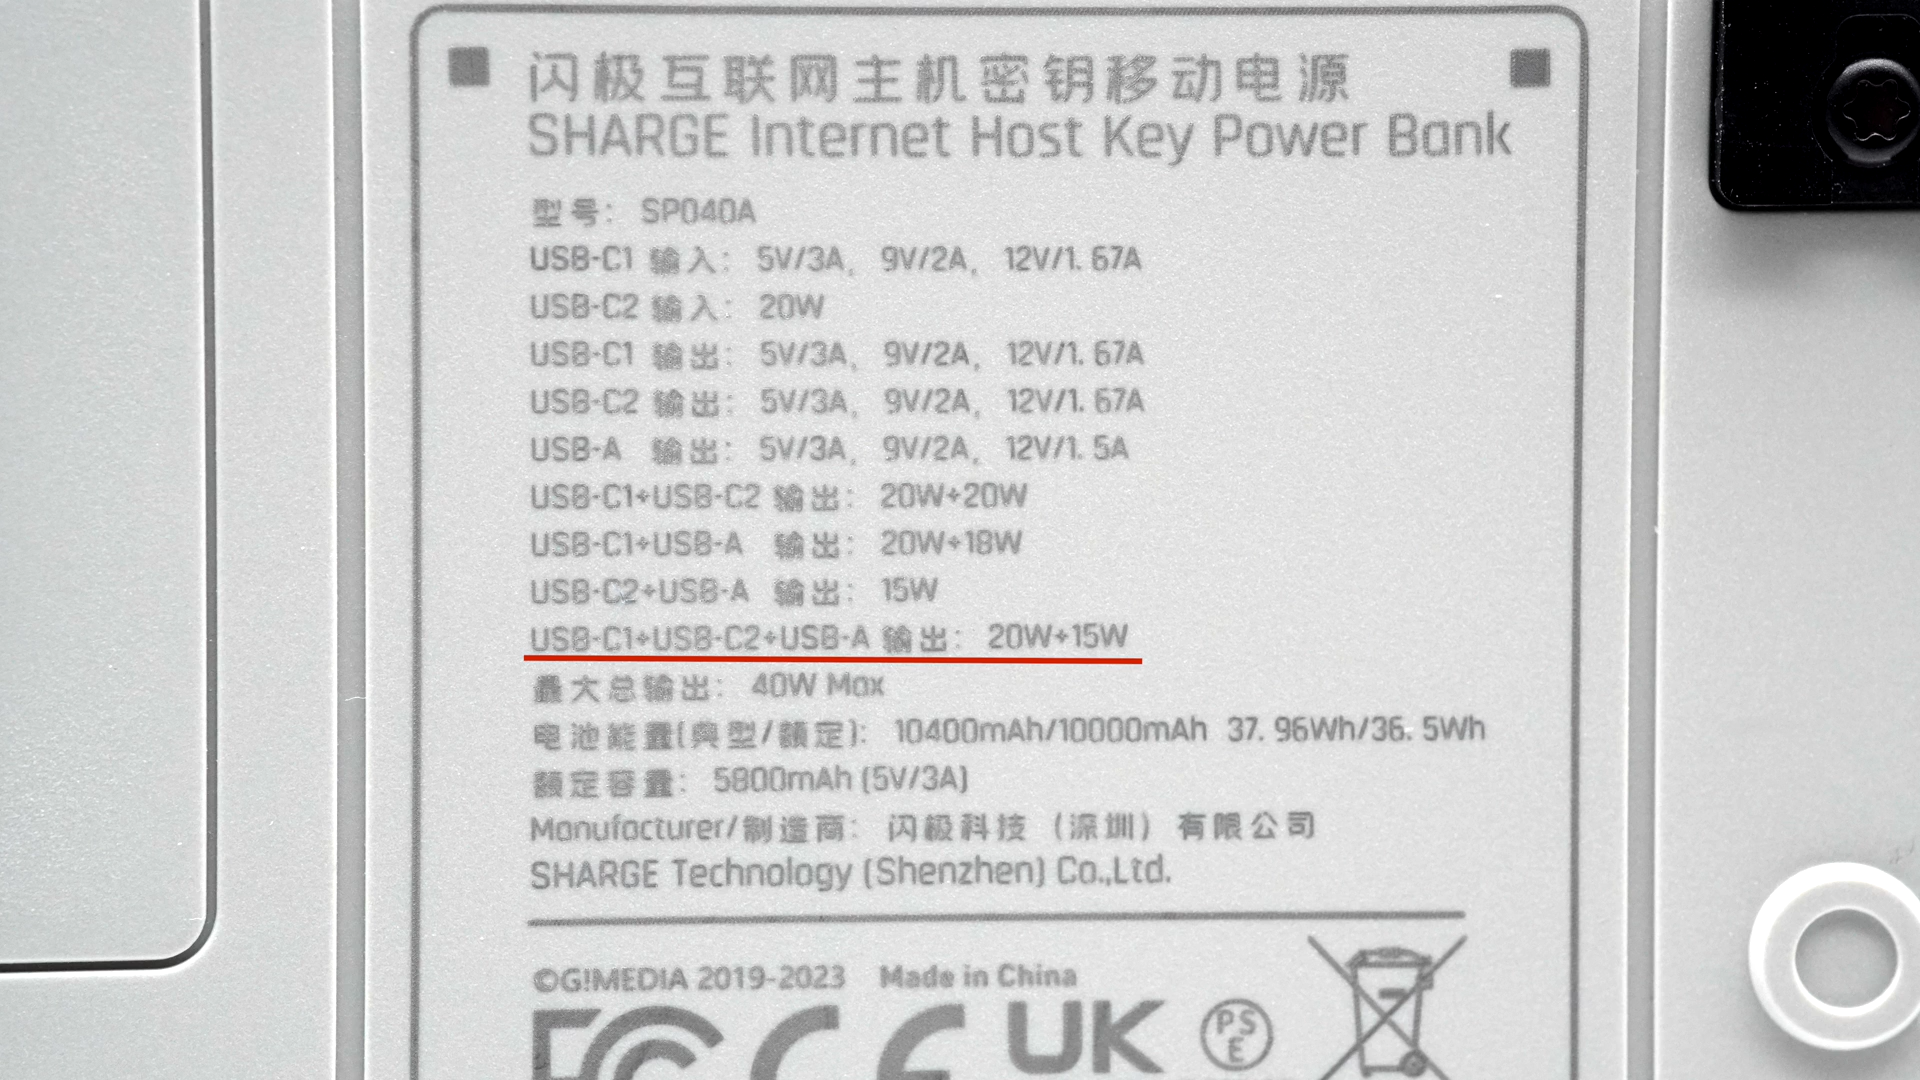 闪极互联网主机密钥移动电源
SHARGE Internet Host Key Power Bank
型号： SP040A
USB-C1 输入： 5V/3A, 9V/2A, 12V/1.67A
USB-C2 输入： 20W
USB-C1 输出： 5V/3A, 9V/2A, 12V/1.67A
USB-C2 输出： 5V/3A, 9V/2A, 12V/1.67A
USB-A 输出： 5V/3A, 9V/2A, 12V/1.5A
USB-C1+USB-C2 输出： 20W+20W
USB-C1+USB-A 输出： 20W+18W
USB-C2+USB-A 输出： 15W
USB-C1+USB-C2+USB-A 输出： 20W+15W
最大总输出： 40W Max
电池能量(典型/额定)： 10400mAh/10000mAh 37.96Wh/36.5Wh
额定容量： 5800mAh (5V/3A)
Manufacturer/制造商： 闪极科技（深圳）有限公司
SHARGE Technology (Shenzhen) Co.,Ltd.
©G!MEDIA 2019-2023 Made in China
FC CE UK PSE